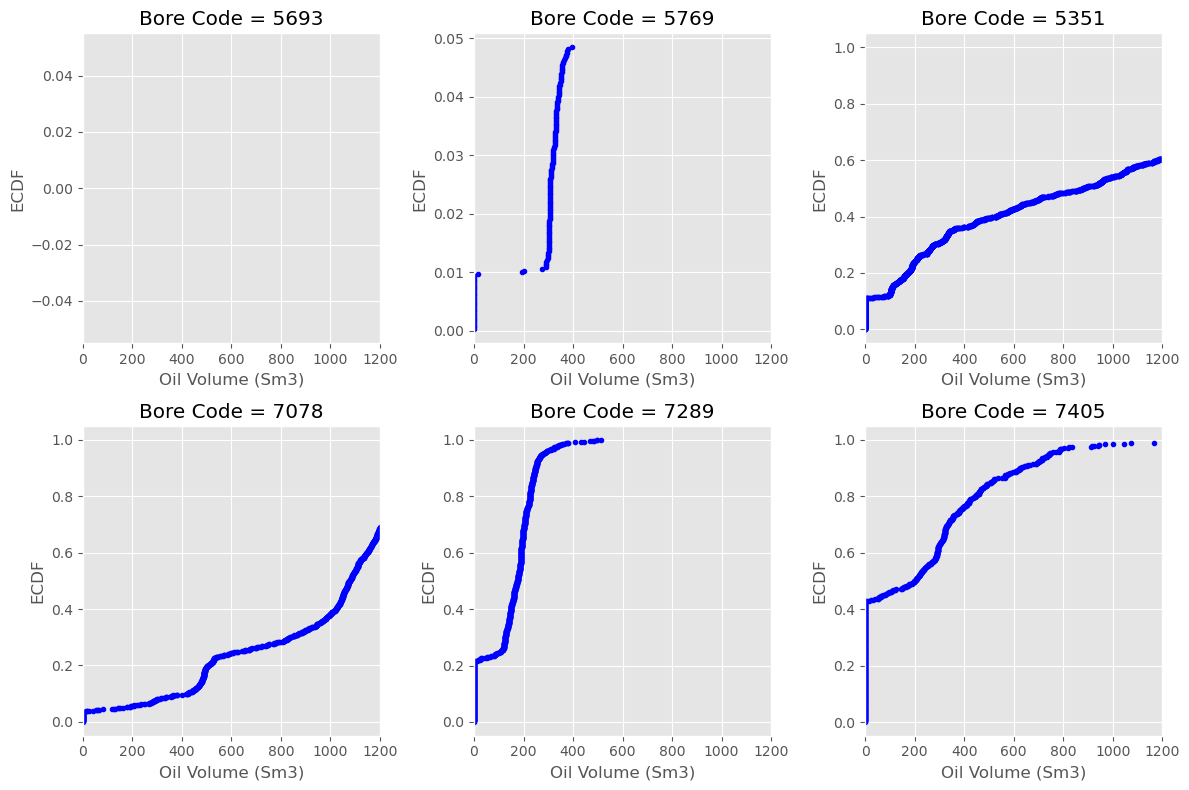 Bore Code = 5693
ECDF
0.04
0.02
0.00
−0.02
−0.04
0 200 400 600 800 1000 1200
Oil Volume (Sm3)
Bore Code = 5769
ECDF
0.05
0.04
0.03
0.02
0.01
0.00
0 200 400 600 800 1000 1200
Oil Volume (Sm3)
Bore Code = 5351
ECDF
1.0
0.8
0.6
0.4
0.2
0.0
0 200 400 600 800 1000 1200
Oil Volume (Sm3)
Bore Code = 7078
ECDF
1.0
0.8
0.6
0.4
0.2
0.0
0 200 400 600 800 1000 1200
Oil Volume (Sm3)
Bore Code = 7289
ECDF
1.0
0.8
0.6
0.4
0.2
0.0
0 200 400 600 800 1000 1200
Oil Volume (Sm3)
Bore Code = 7405
ECDF
1.0
0.8
0.6
0.4
0.2
0.0
0 200 400 600 800 1000 1200
Oil Volume (Sm3)